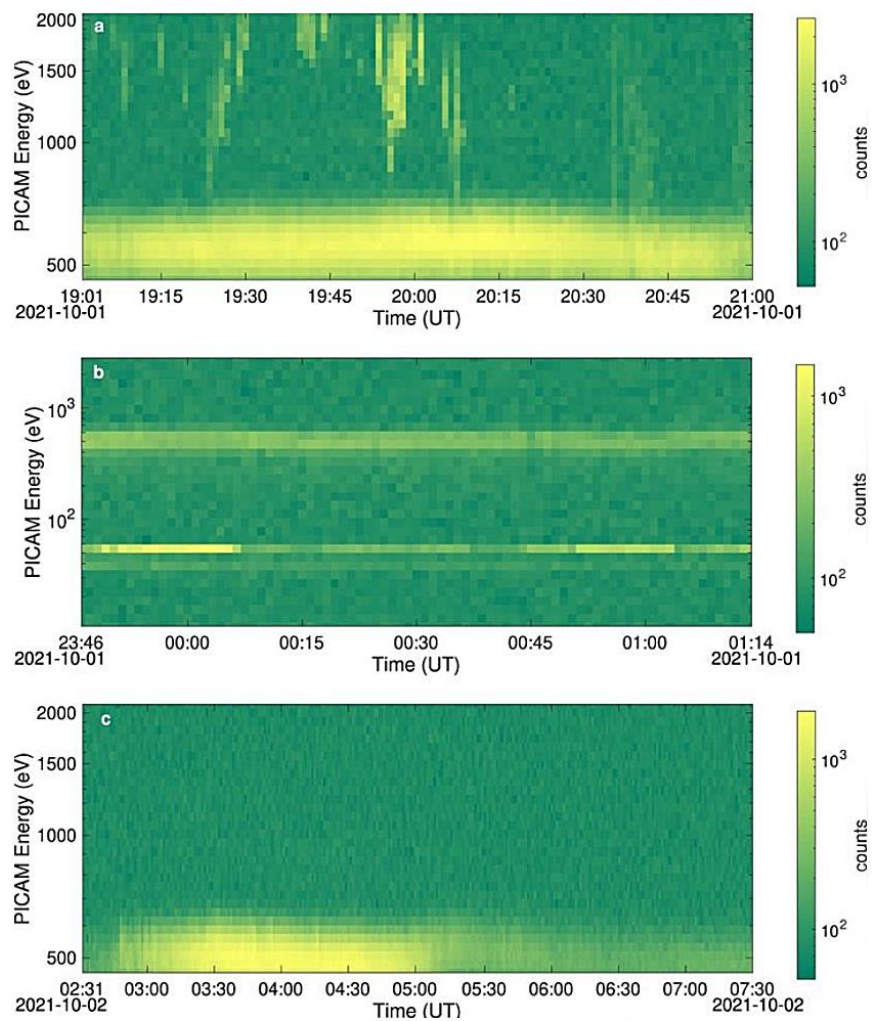 a
PICAM Energy (eV)
2000
1500
1000
500
19:01 19:15 19:30 19:45 20:00 20:15 20:30 20:45 21:00
2021-10-01 Time (UT) 2021-10-01
10³
10²
counts
b
PICAM Energy (eV)
10³
10²
23:46 00:00 00:15 00:30 00:45 01:00 01:14
2021-10-01 Time (UT) 2021-10-01
10³
10²
counts
c
PICAM Energy (eV)
2000
1500
1000
500
02:31 03:00 03:30 04:00 04:30 05:00 05:30 06:00 06:30 07:00 07:30
2021-10-02 Time (UT) 2021-10-02
10³
10²
counts